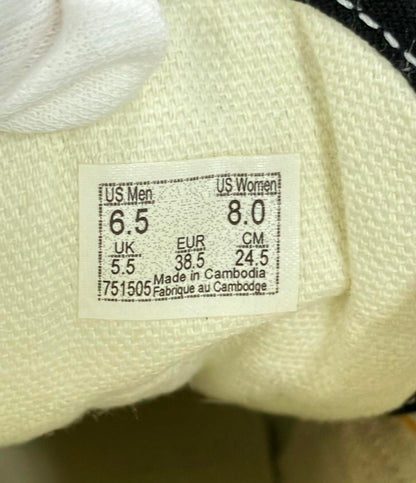 US Men US Women
6.5 8.0
UK EUR CM
5.5 38.5 24.5
Made in Cambodia
751505 Fabrique au Cambodge